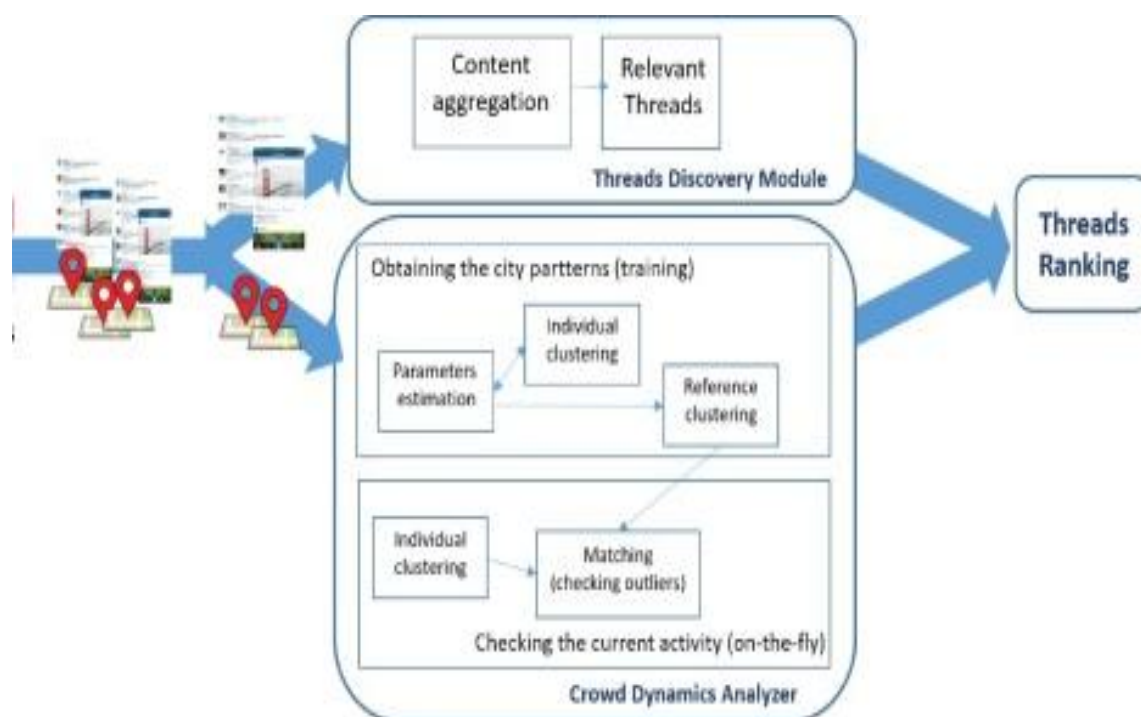 Content
aggregation
Relevant
Threads
Threads Discovery Module
Obtaining the city partterns (training)
Individual
clustering
Parameters
estimation
Reference
clustering
Individual
clustering
Matching
(checking outliers)
Checking the current activity (on-the-fly)
Crowd Dynamics Analyzer
Threads
Ranking